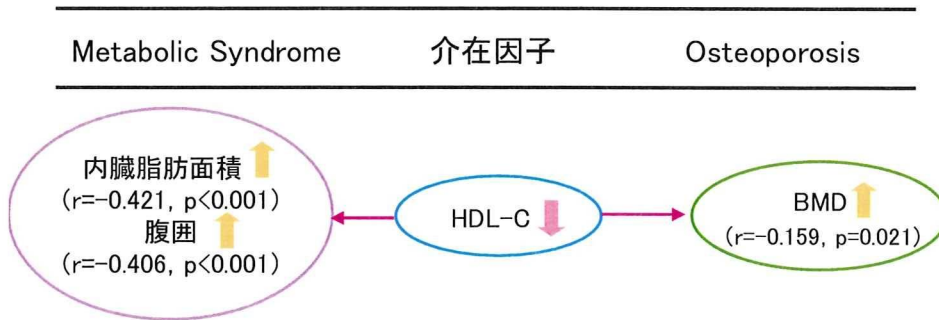 Metabolic Syndrome 介在因子 Osteoporosis
内臓脂肪面積
(r=-0.421, p<0.001)
腹囲
(r=-0.406, p<0.001)
HDL-C
BMD
(r=-0.159, p=0.021)